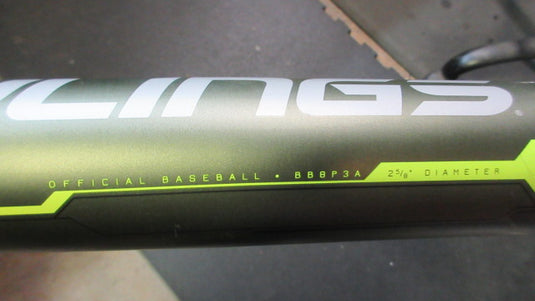 LINGS®
OFFICIAL BASEBALL • BB8P3A 2 5/8" DIAMETER